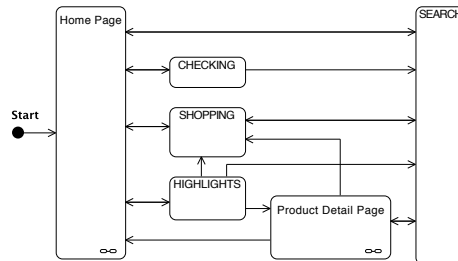 Home Page
SEARCH
CHECKING
Start
SHOPPING
HIGHLIGHTS
Product Detail Page